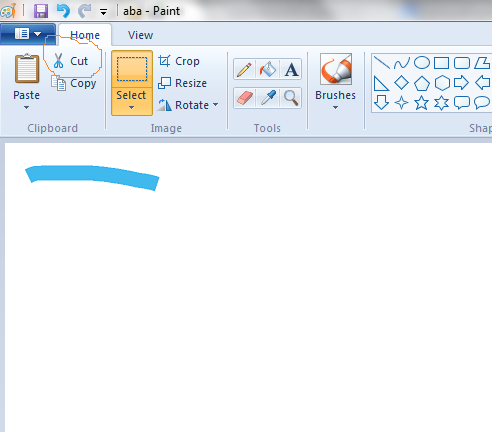 aba - Paint
Home View
Cut
Copy
Paste
Crop
Resize
Rotate
Select
A
Brushes
Clipboard Image Tools Shap